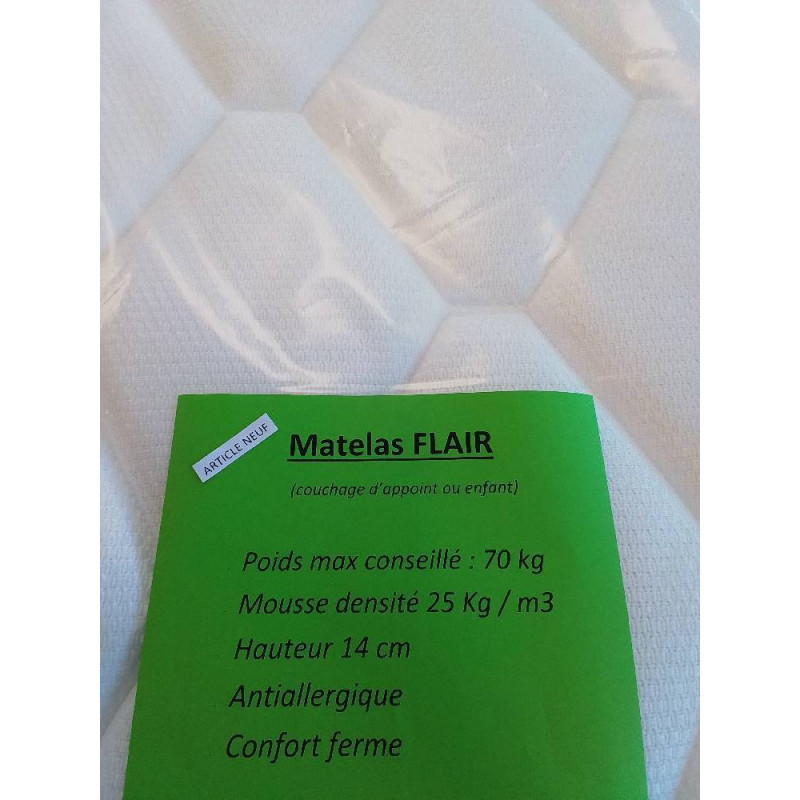 ARTICLE NEUF
Matelas FLAIR
(couchage d'appoint ou enfant)
Poids max conseillé : 70 kg
Mousse densité 25 Kg / m3
Hauteur 14 cm
Antiallergique
Confort ferme